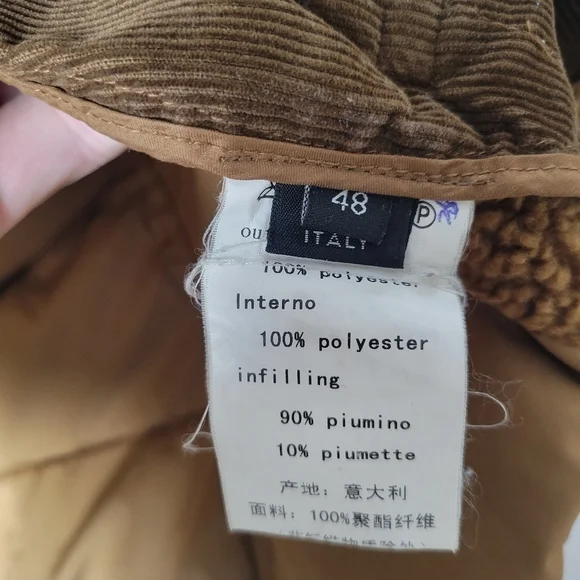 48
P
ITALY
100% polyester
Interno
100% polyester
infilling
90% piumino
10% piumette
产地: 意大利
面料: 100%聚酯纤维